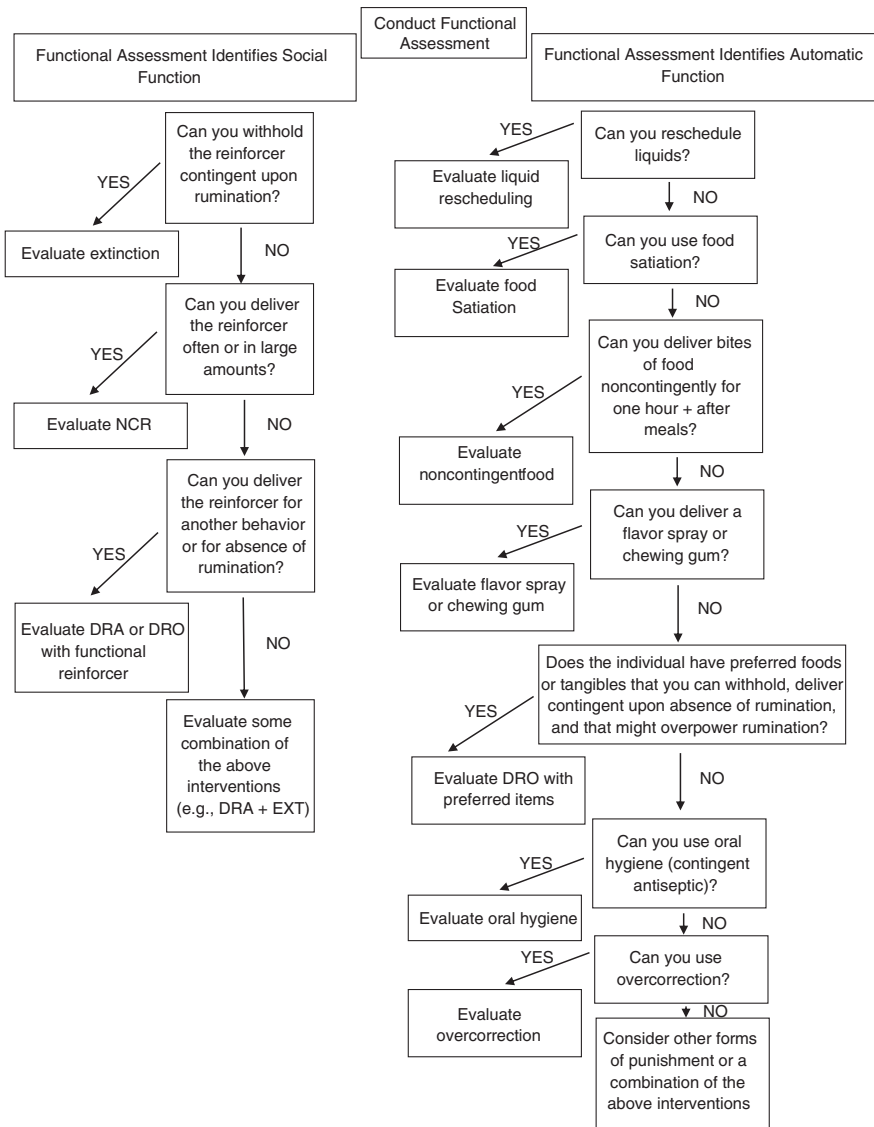 Conduct Functional
Assessment
Functional Assessment Identifies Social
Function
Can you withhold
the reinforcer
contingent upon
rumination?
YES
Evaluate extinction
NO
Can you deliver
the reinforcer
often or in large
amounts?
YES
Evaluate NCR
NO
Can you deliver
the reinforcer for
another behavior
or for absence of
rumination?
YES
Evaluate DRA or DRO
with functional
reinforcer
NO
Evaluate some
combination of
the above
interventions
(e.g., DRA + EXT)
Functional Assessment Identifies Automatic
Function
Can you reschedule
liquids?
YES
Evaluate liquid
rescheduling
NO
Can you use food
satiation?
YES
Evaluate food
Satiation
NO
Can you deliver bites
of food
noncontingently for
one hour + after
meals?
YES
Evaluate
noncontingentfood
NO
Can you deliver a
flavor spray or
chewing gum?
YES
Evaluate flavor spray
or chewing gum
NO
Does the individual have preferred foods
or tangibles that you can withhold, deliver
contingent upon absence of rumination,
and that might overpower rumination?
YES
Evaluate DRO with
preferred items
NO
Can you use oral
hygiene (contingent
antiseptic)?
YES
Evaluate oral hygiene
NO
Can you use
overcorrection?
YES
Evaluate
overcorrection
NO
Consider other forms
of punishment or a
combination of the
above interventions